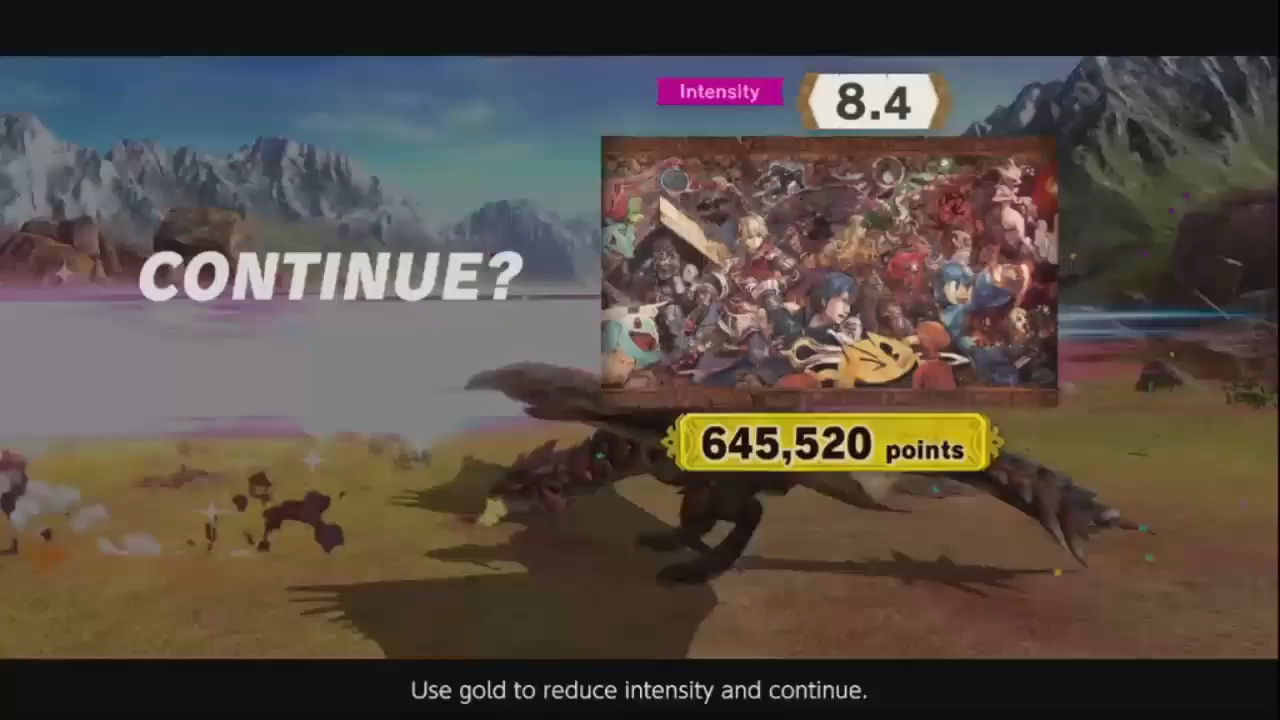 Intensity
8.4
CONTINUE?
645,520 points
Use gold to reduce intensity and continue.